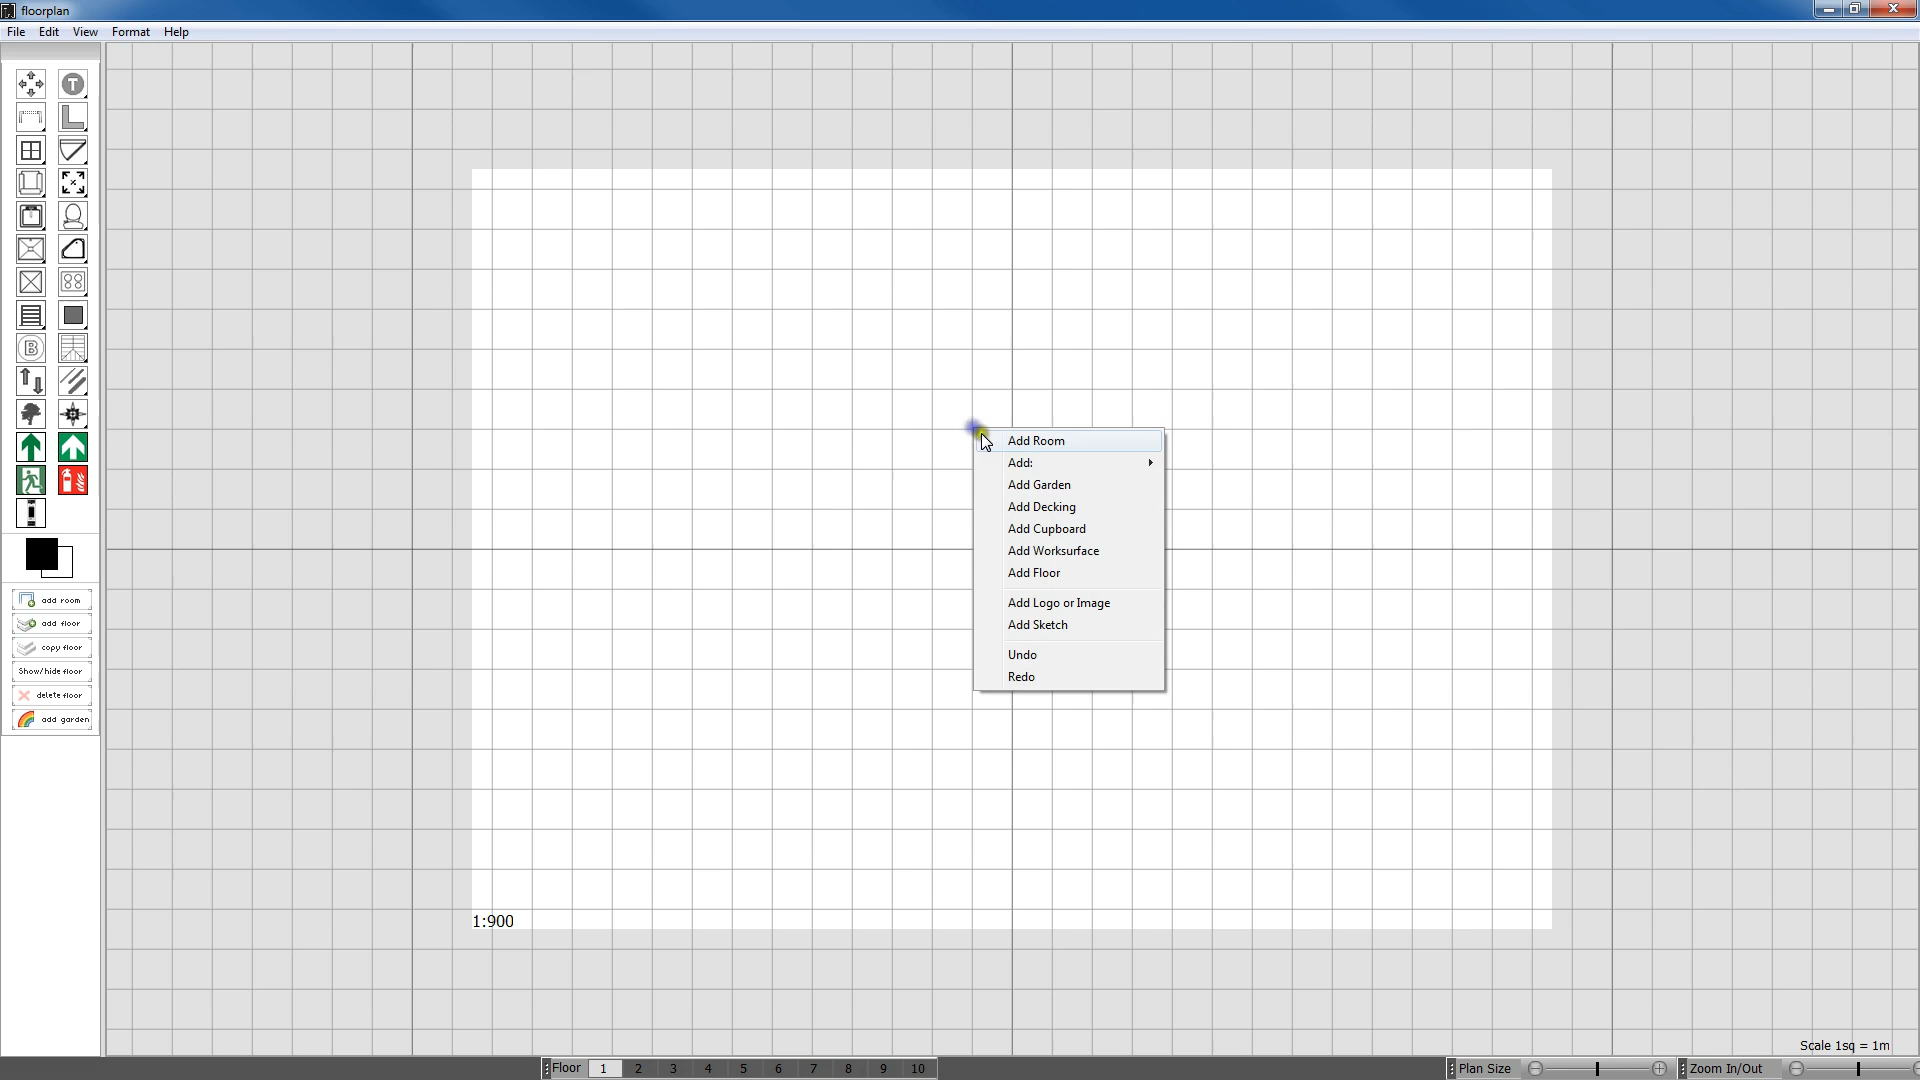 floorplan
File Edit View Format Help
T
B
add room
add floor
copy floor
Show/hide floor
delete floor
add garden
Add Room
Add:
Add Garden
Add Decking
Add Cupboard
Add Worksurface
Add Floor
Add Logo or Image
Add Sketch
Undo
Redo
1:900
Scale 1sq = 1m
Floor 1 2 3 4 5 6 7 8 9 10
Plan Size
Zoom In/Out